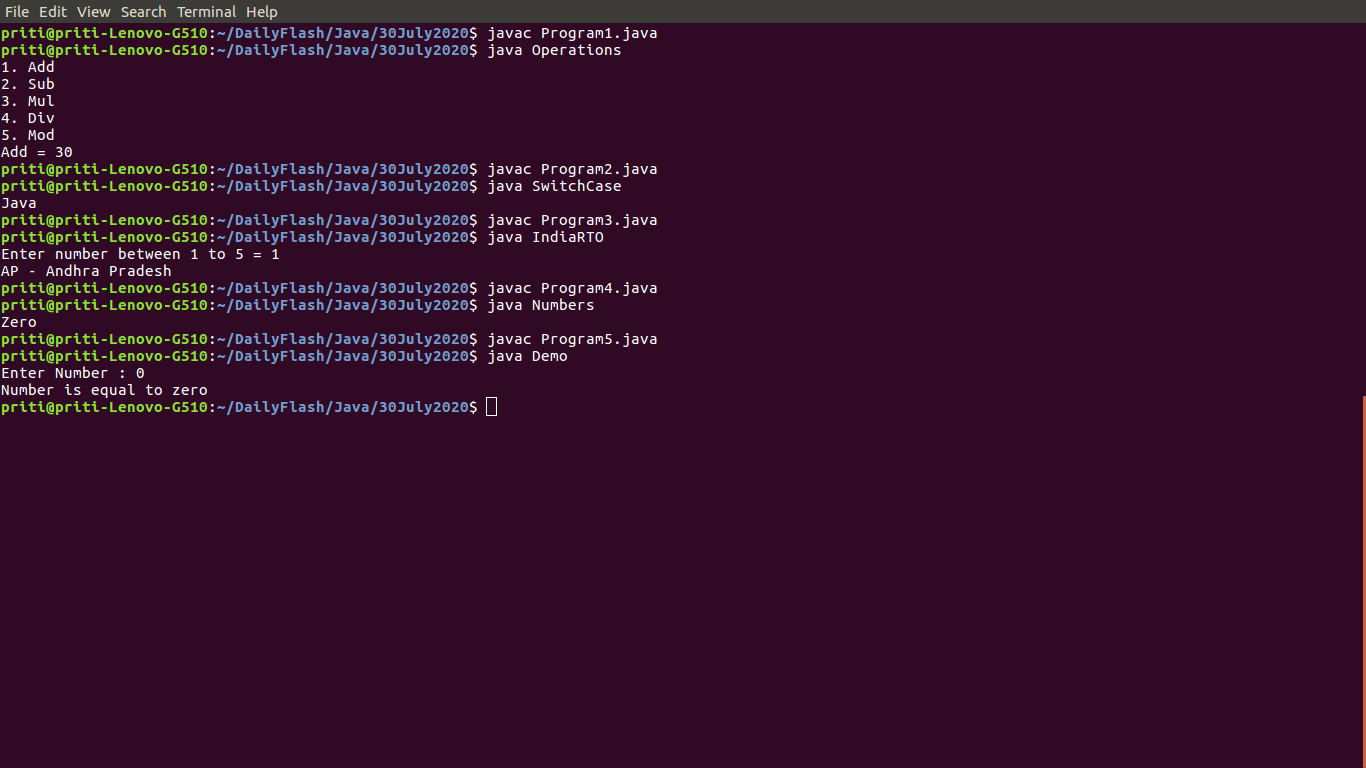 File Edit View Search Terminal Help
priti@priti-Lenovo-G510:~/DailyFlash/Java/30July2020$ javac Program1.java
priti@priti-Lenovo-G510:~/DailyFlash/Java/30July2020$ java Operations
1. Add
2. Sub
3. Mul
4. Div
5. Mod
Add = 30
priti@priti-Lenovo-G510:~/DailyFlash/Java/30July2020$ javac Program2.java
priti@priti-Lenovo-G510:~/DailyFlash/Java/30July2020$ java SwitchCase
Java
priti@priti-Lenovo-G510:~/DailyFlash/Java/30July2020$ javac Program3.java
priti@priti-Lenovo-G510:~/DailyFlash/Java/30July2020$ java IndiaRTO
Enter number between 1 to 5 = 1
AP - Andhra Pradesh
priti@priti-Lenovo-G510:~/DailyFlash/Java/30July2020$ javac Program4.java
priti@priti-Lenovo-G510:~/DailyFlash/Java/30July2020$ java Numbers
Zero
priti@priti-Lenovo-G510:~/DailyFlash/Java/30July2020$ javac Program5.java
priti@priti-Lenovo-G510:~/DailyFlash/Java/30July2020$ java Demo
Enter Number : 0
Number is equal to zero
priti@priti-Lenovo-G510:~/DailyFlash/Java/30July2020$